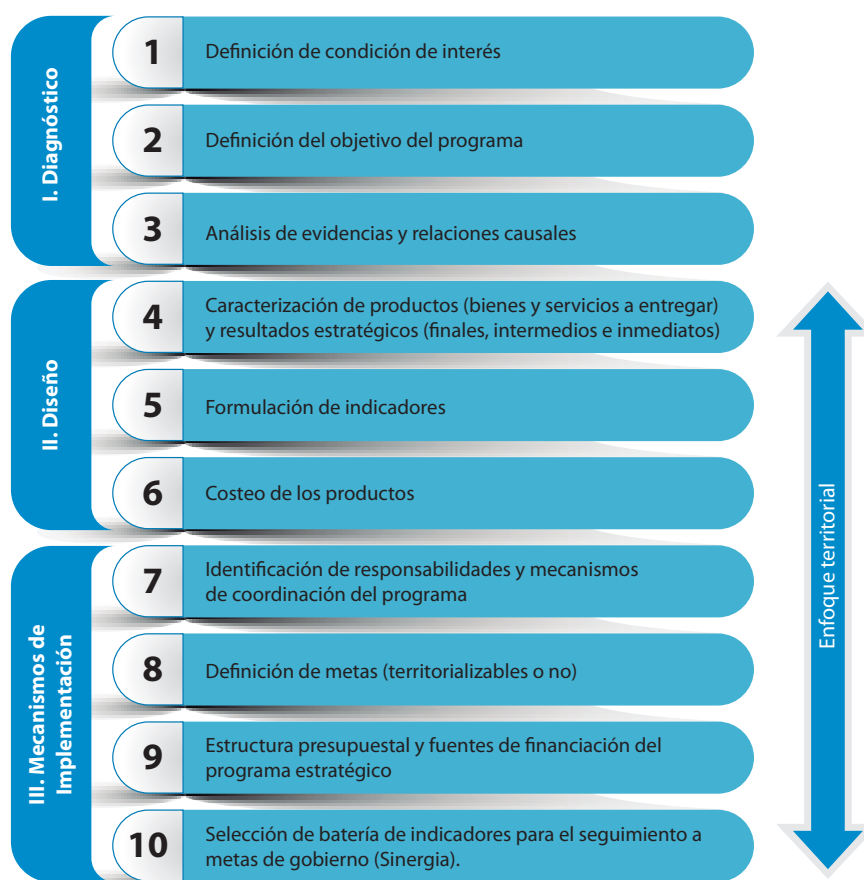 I. Diagnóstico
1
Definición de condición de interés
2
Definición del objetivo del programa
3
Análisis de evidencias y relaciones causales
II. Diseño
4
Caracterización de productos (bienes y servicios a entregar)
y resultados estratégicos (finales, intermedios e inmediatos)
5
Formulación de indicadores
6
Costeo de los productos
III. Mecanismos de
Implementación
7
Identificación de responsabilidades y mecanismos
de coordinación del programa
8
Definición de metas (territorializables o no)
9
Estructura presupuestal y fuentes de financiación del
programa estratégico
10
Selección de batería de indicadores para el seguimiento a
metas de gobierno (Sinergia).
Enfoque territorial